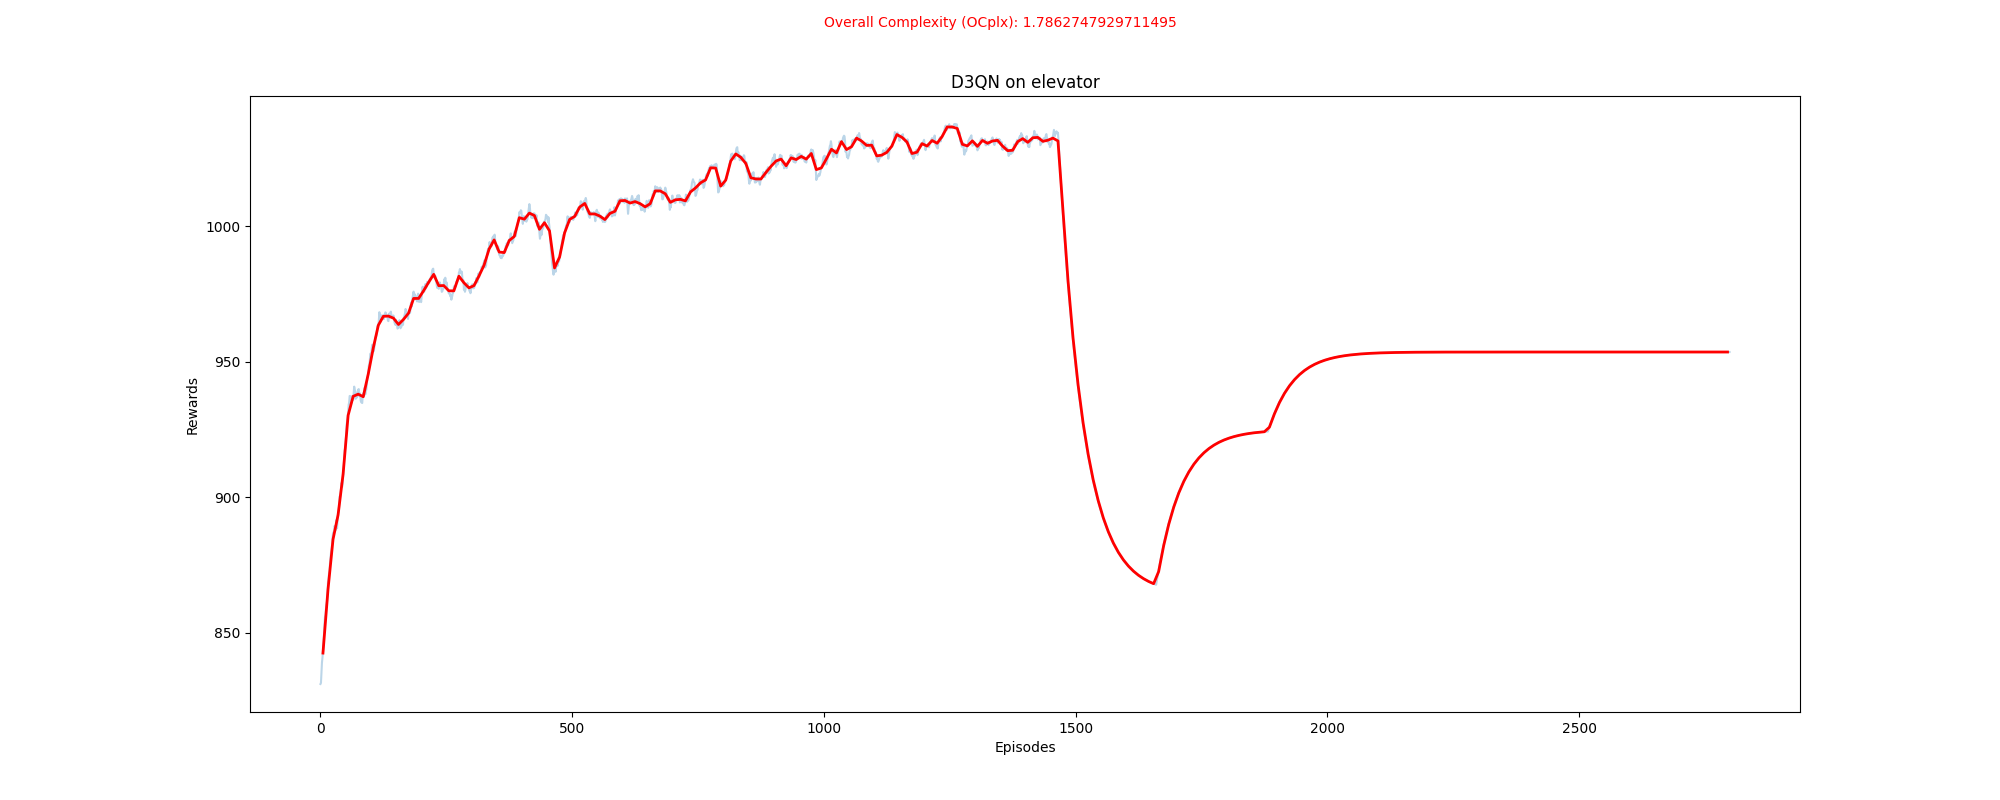 Overall Complexity (OCplx): 1.7862747929711495
D3QN on elevator
1000
950
900
850
Rewards
0 500 1000 1500 2000 2500
Episodes